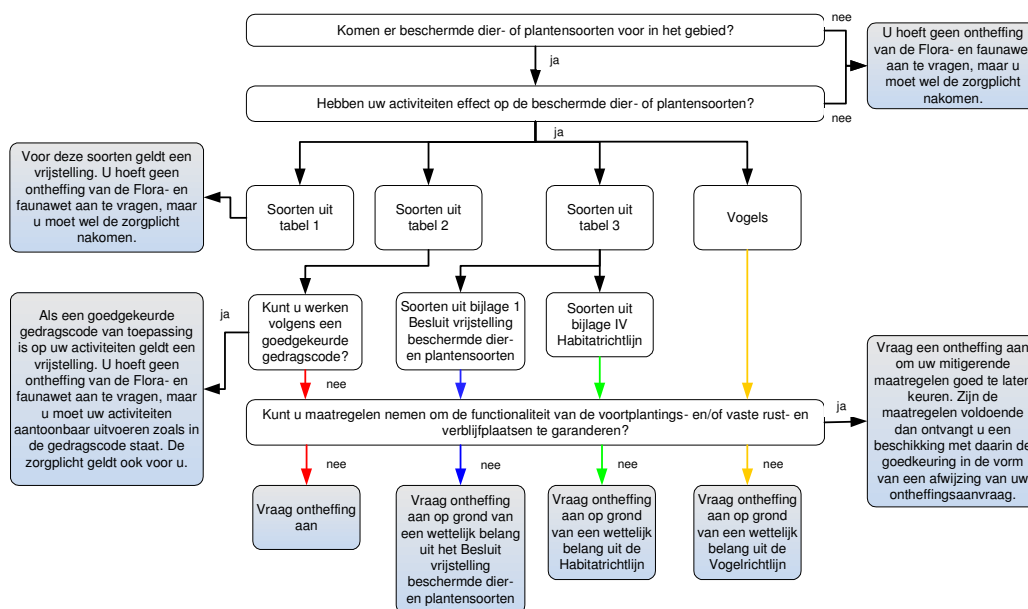 Komen er beschermde dier- of plantensoorten voor in het gebied?
nee
U hoeft geen ontheffing
van de Flora- en faunawe
aan te vragen, maar u
moet wel de zorgplicht
nakomen.
ja
Hebben uw activiteiten effect op de beschermde dier- of plantensoorten?
nee
ja
Voor deze soorten geldt een
vrijstelling. U hoeft geen
ontheffing van de Flora- en
faunawet aan te vragen, maar
u moet wel de zorgplicht
nakomen.
Soorten uit
tabel 1
Soorten uit
tabel 2
Soorten uit
tabel 3
Vogels
Als een goedgekeurde
gedragscode van toepassing
is op uw activiteiten geldt een
vrijstelling. U hoeft geen
ontheffing van de Flora- en
faunawet aan te vragen, maar
u moet uw activiteiten
aantoonbaar uitvoeren zoals in
de gedragscode staat. De
zorgplicht geldt ook voor u.
ja
Kunt u werken
volgens een
goedgekeurde
gedragscode?
Soorten uit bijlage 1
Besluit vrijstelling
beschermde dier-
en plantensoorten
Soorten
uit bijlage IV
Habitatrichtlijn
nee
Kunt u maatregelen nemen om de functionaliteit van de voortplantings- en/of vaste rust- en
verblijfplaatsen te garanderen?
ja
Vraag een ontheffing aan
om uw mitigerende
maatregelen goed te laten
keuren. Zijn de
maatregelen voldoende
dan ontvangt u een
beschikking met daarin de
goedkeuring in de vorm
van een afwijzing van uw
ontheffingsaanvraag.
nee
nee
nee
nee
Vraag ontheffing
aan
Vraag ontheffing
aan op grond van
een wettelijk belang
uit het Besluit
vrijstelling
beschermde dier-
en plantensoorten
Vraag ontheffing
aan op grond
van een wettelijk
belang uit de
Habitatrichtlijn
Vraag ontheffing
aan op grond
van een wettelijk
belang uit de
Vogelrichtlijn